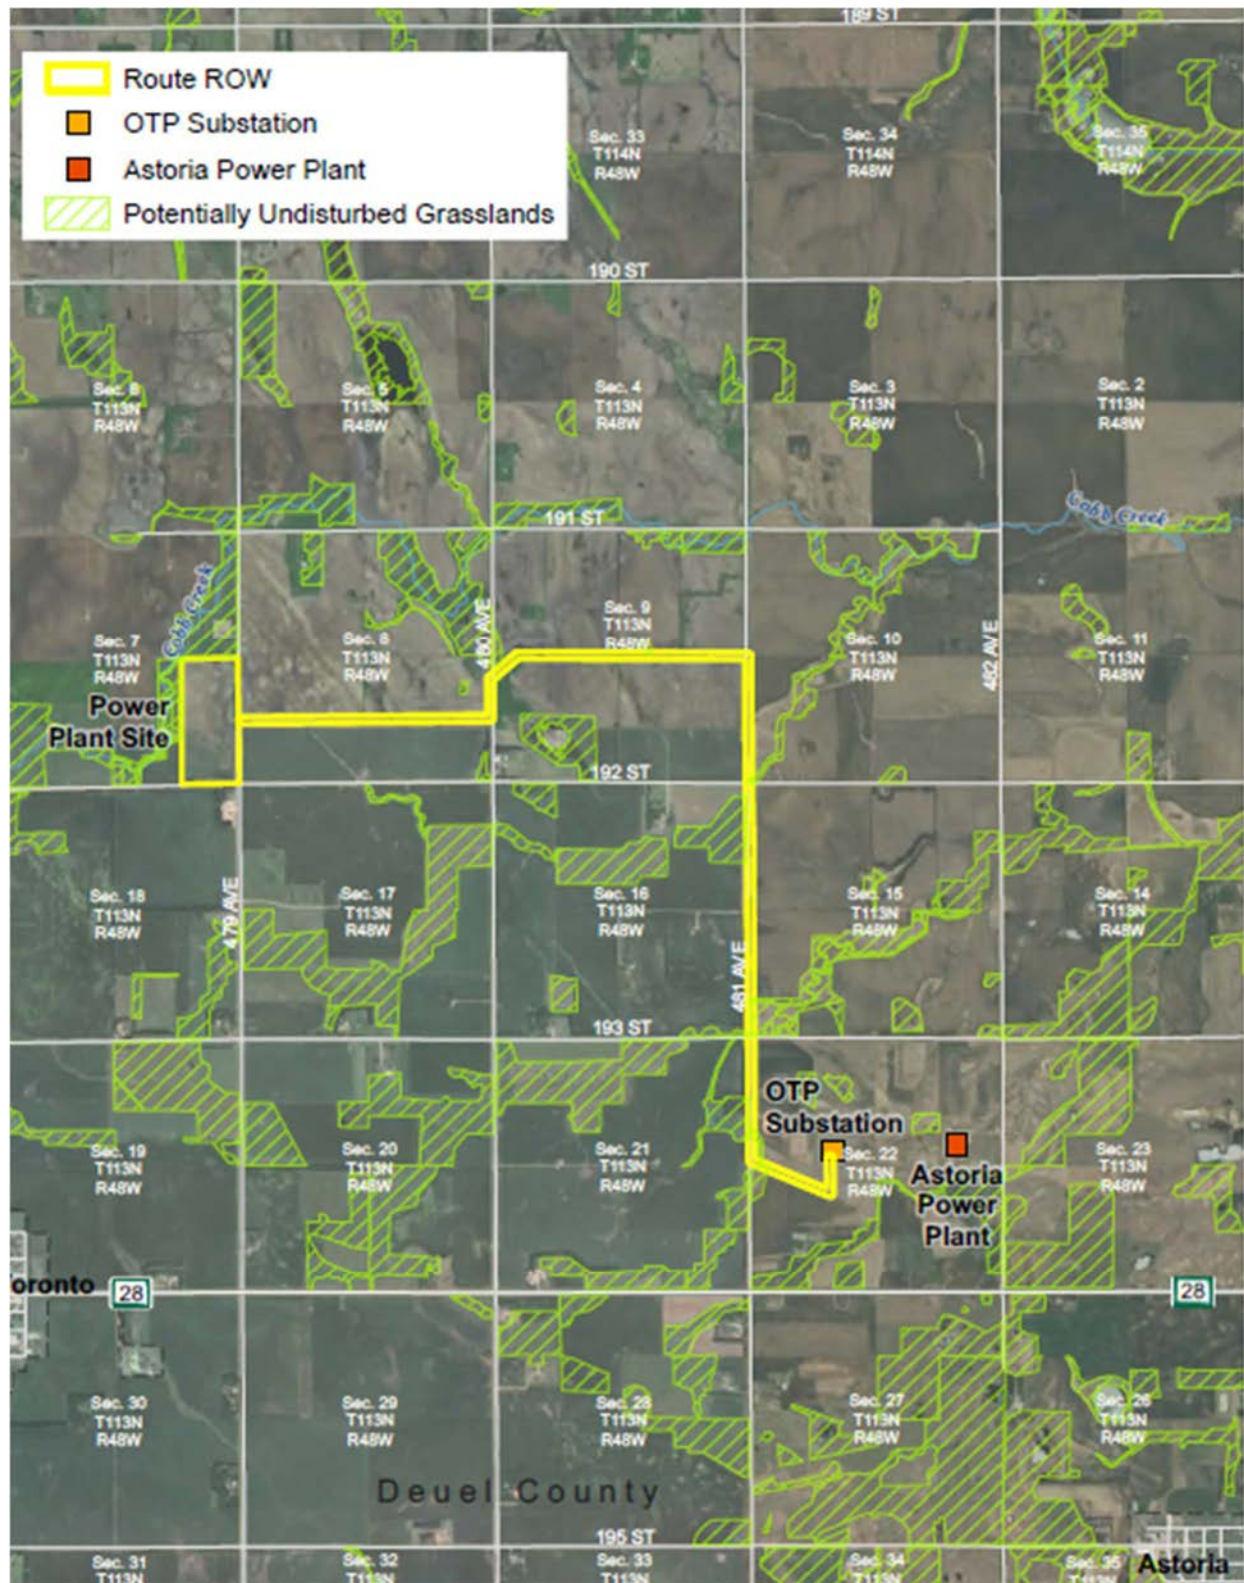 189 ST
Route ROW
OTP Substation
Astoria Power Plant
Potentially Undisturbed Grasslands
Sec. 33
T114N
R48W
Sec. 34
T114N
R48W
Sec. 35
T114N
R48W
190 ST
Sec. 6
T113N
R48W
Sec. 5
T113N
R48W
Sec. 4
T113N
R48W
Sec. 3
T113N
R48W
Sec. 2
T113N
R48W
191 ST
Cobb Creek
Cobb Creek
Sec. 7
T113N
R48W
Sec. 8
T113N
R48W
480 AVE
Sec. 9
T113N
R48W
Sec. 10
T113N
R48W
482 AVE
Sec. 11
T113N
R48W
Power
Plant Site
192 ST
Sec. 18
T113N
R48W
479 AVE
Sec. 17
T113N
R48W
Sec. 16
T113N
R48W
481 AVE
Sec. 15
T113N
R48W
Sec. 14
T113N
R48W
193 ST
OTP
Substation
Sec. 19
T113N
R48W
Sec. 20
T113N
R48W
Sec. 21
T113N
R48W
Sec. 22
T113N
R48W
Astoria
Power
Plant
Sec. 23
T113N
R48W
oronto
28
28
Sec. 30
T113N
R48W
Sec. 29
T113N
R48W
Sec. 28
T113N
R48W
Sec. 27
T113N
R48W
Sec. 26
T113N
R48W
Deuel County
195 ST
Sec. 31
T113N
Sec. 32
T113N
Sec. 33
T113N
Sec. 34
T113N
Sec. 35
T113N
Astoria